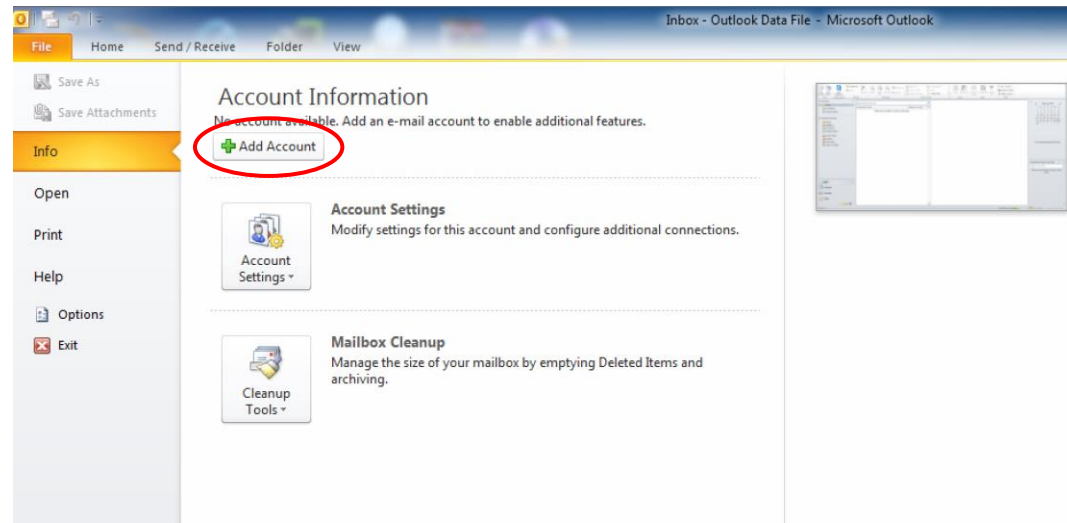 Inbox - Outlook Data File - Microsoft Outlook
File Home Send / Receive Folder View
Save As
Save Attachments
Info
Open
Print
Help
Options
Exit
Account Information
No account available. Add an e-mail account to enable additional features.
Add Account
Account Settings
Account Settings
Modify settings for this account and configure additional connections.
Cleanup Tools
Mailbox Cleanup
Manage the size of your mailbox by emptying Deleted Items and
archiving.